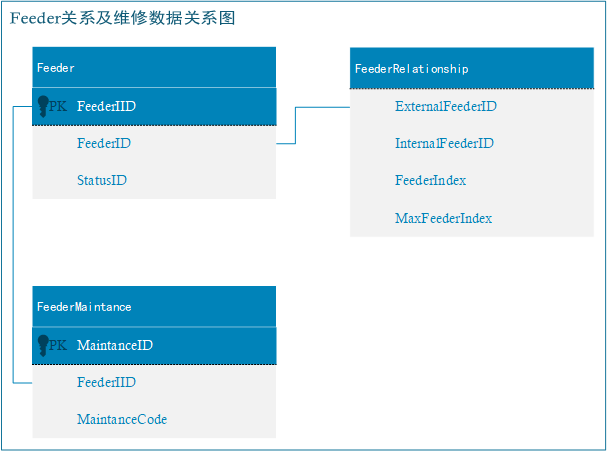 Feeder关系及维修数据关系图
Feeder
PK FeederIID
FeederID
StatusID
FeederRelationship
ExternalFeederID
InternalFeederID
FeederIndex
MaxFeederIndex
FeederMaintance
PK MaintanceID
FeederIID
MaintanceCode